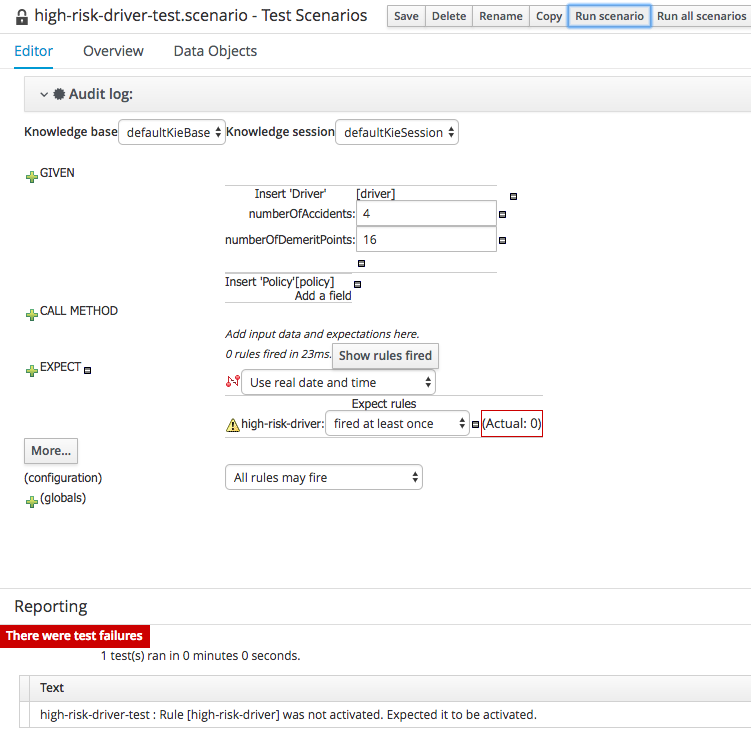 high-risk-driver-test.scenario - Test Scenarios
Save Delete Rename Copy Run scenario Run all scenarios
Editor Overview Data Objects
Audit log:
Knowledge base defaultKieBase Knowledge session defaultKieSession
GIVEN
Insert 'Driver' [driver]
numberOfAccidents: 4
numberOfDemeritPoints: 16
Insert 'Policy'[policy]
Add a field
CALL METHOD
Add input data and expectations here.
0 rules fired in 23ms. Show rules fired
EXPECT
Use real date and time
Expect rules
high-risk-driver: fired at least once (Actual: 0)
More...
(configuration) All rules may fire
(globals)
Reporting
There were test failures
1 test(s) ran in 0 minutes 0 seconds.
Text
high-risk-driver-test : Rule [high-risk-driver] was not activated. Expected it to be activated.